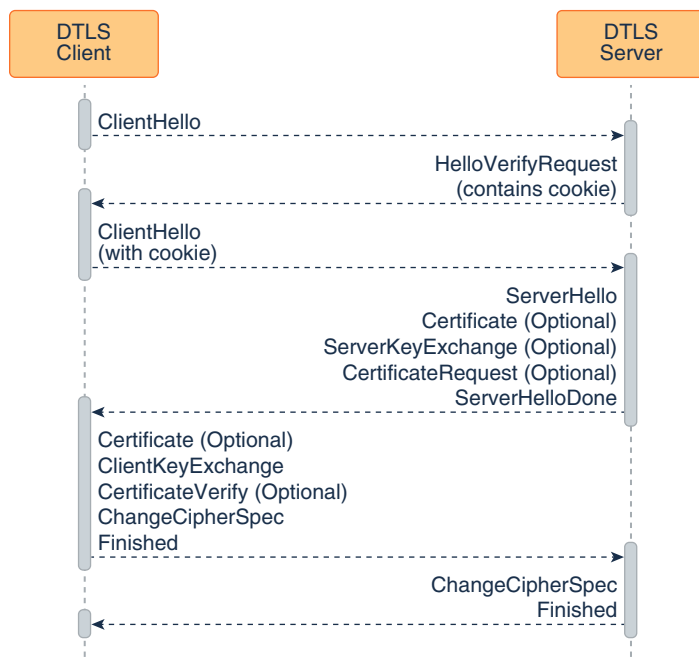 DTLS
Client
DTLS
Server
ClientHello
HelloVerifyRequest
(contains cookie)
ClientHello
(with cookie)
ServerHello
Certificate (Optional)
ServerKeyExchange (Optional)
CertificateRequest (Optional)
ServerHelloDone
Certificate (Optional)
ClientKeyExchange
CertificateVerify (Optional)
ChangeCipherSpec
Finished
ChangeCipherSpec
Finished